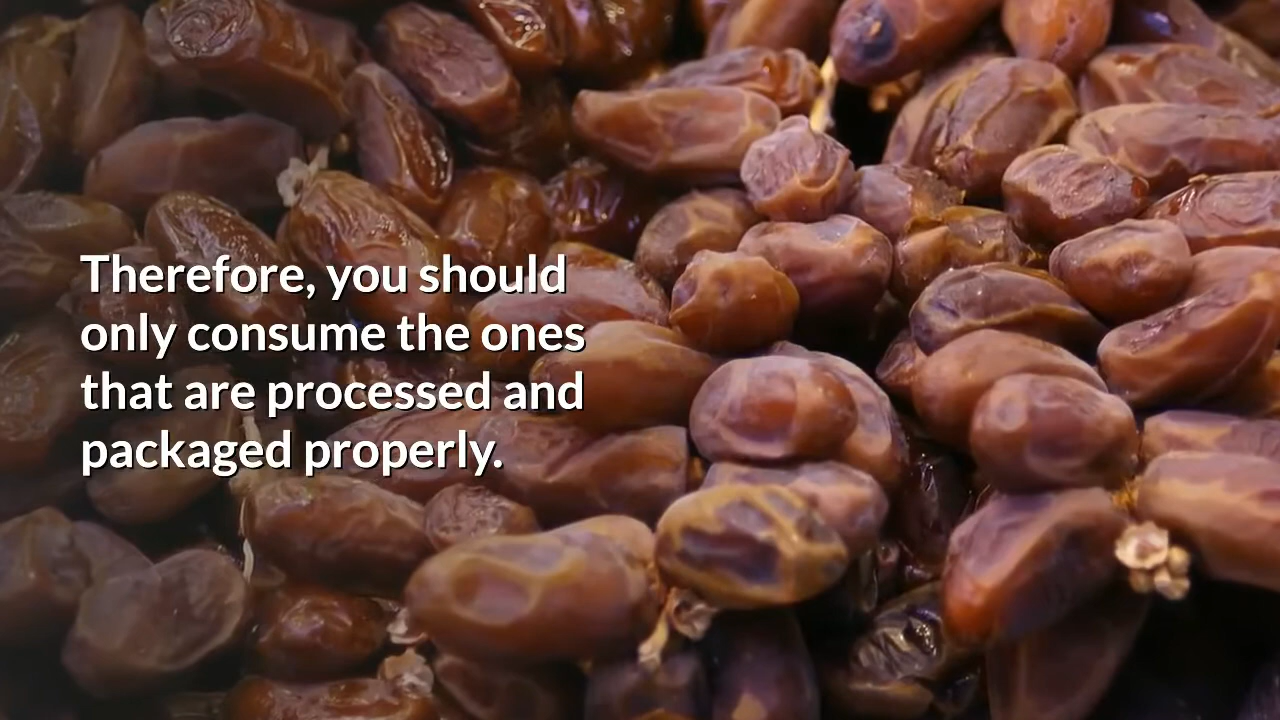 Therefore, you should
only consume the ones
that are processed and
packaged properly.